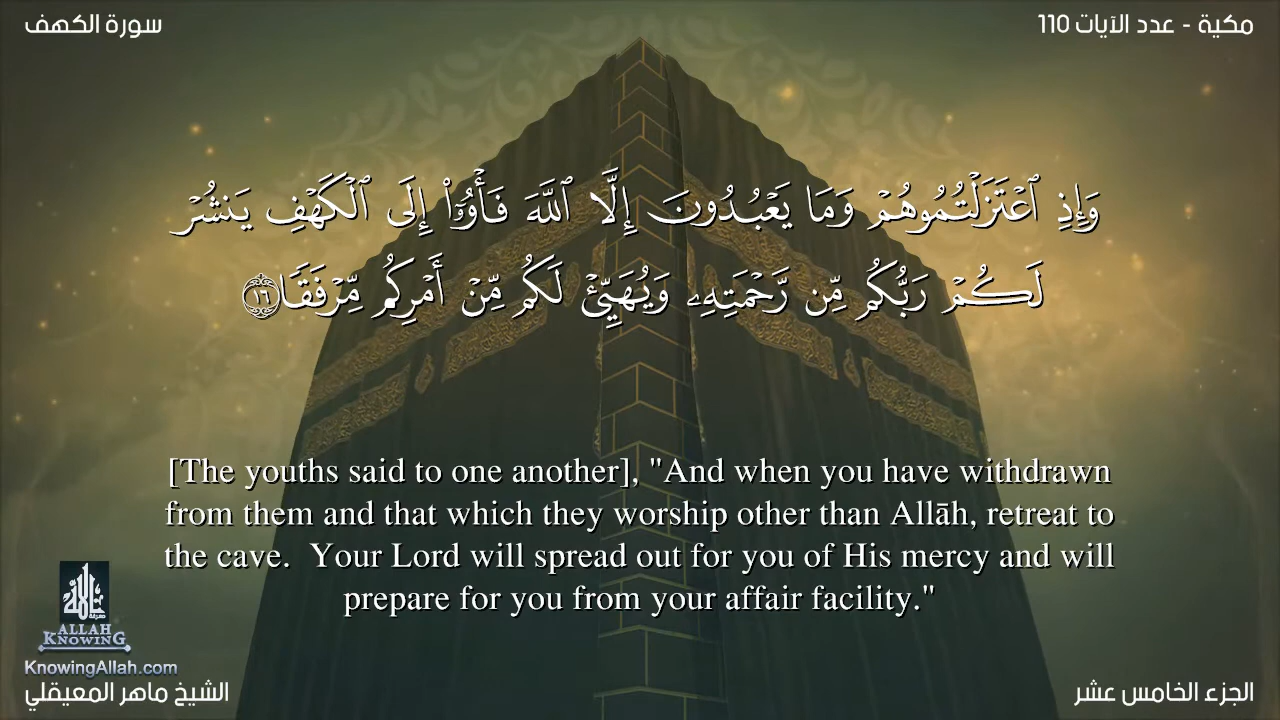 سورة الكهف
مكية - عدد الآيات 110
وَإِذِ ٱعۡتَزَلۡتُمُوهُمۡ وَمَا يَعۡبُدُونَ إِلَّا ٱللَّهَ فَأۡوُۥٓاْ إِلَى ٱلۡكَهۡفِ يَنشُرۡ
لَكُمۡ رَبُّكُم مِّن رَّحۡمَتِهِۦ وَيُهَيِّئۡ لَكُم مِّنۡ أَمۡرِكُم مِّرۡفَقٗا ١٦
[The youths said to one another], "And when you have withdrawn
from them and that which they worship other than Allāh, retreat to
the cave.  Your Lord will spread out for you of His mercy and will
prepare for you from your affair facility."
ALLAH
KNOWING
KnowingAllah.com
الشيخ ماهر المعيقلي
الجزء الخامس عشر